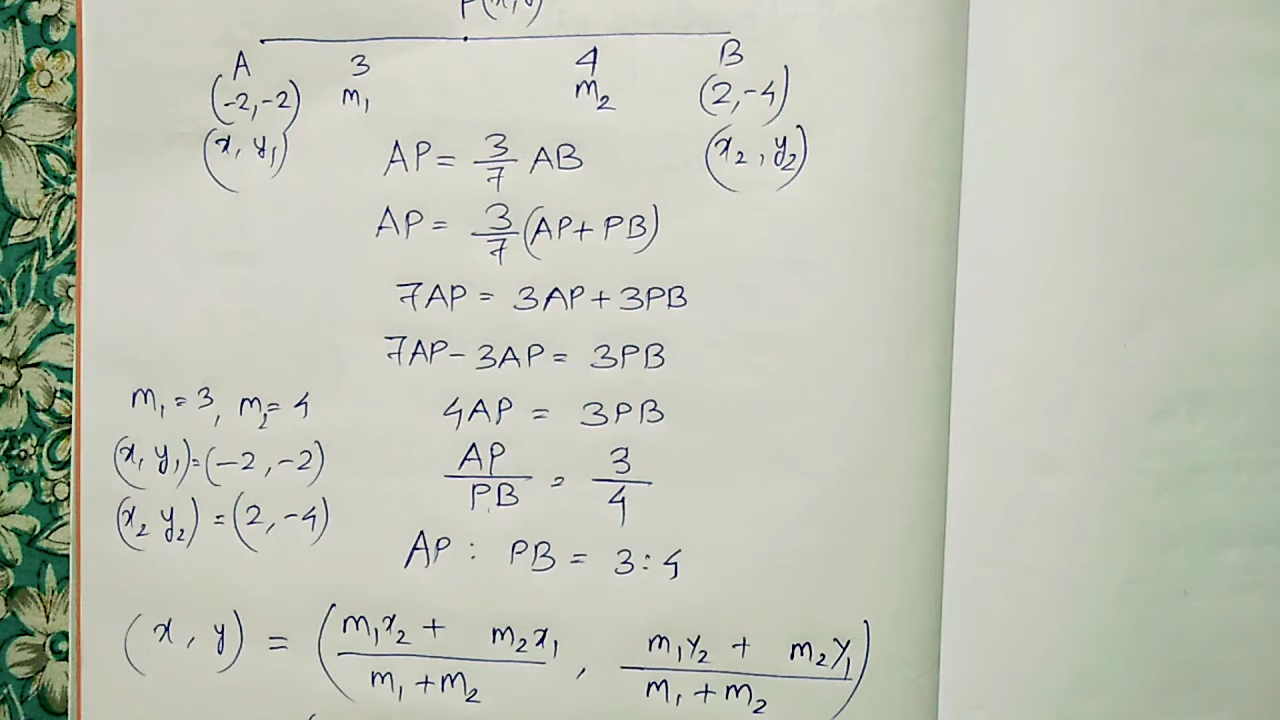 P(x,y)
A 3 4 B
(-2,-2) m₁ m₂ (2,-4)
(x, y₁) (x₂, y₂)
AP = 3/7 AB
AP = 3/7 (AP + PB)
7AP = 3AP + 3PB
7AP - 3AP = 3PB
m₁ = 3, m₂ = 4 4AP = 3PB
(x₁ y₁) = (-2, -2) AP/PB = 3/4
(x₂ y₂) = (2, -4)
AP : PB = 3:4
(x, y) = ( (m₁x₂ + m₂x₁)/(m₁ + m₂) , (m₁y₂ + m₂y₁)/(m₁ + m₂) )